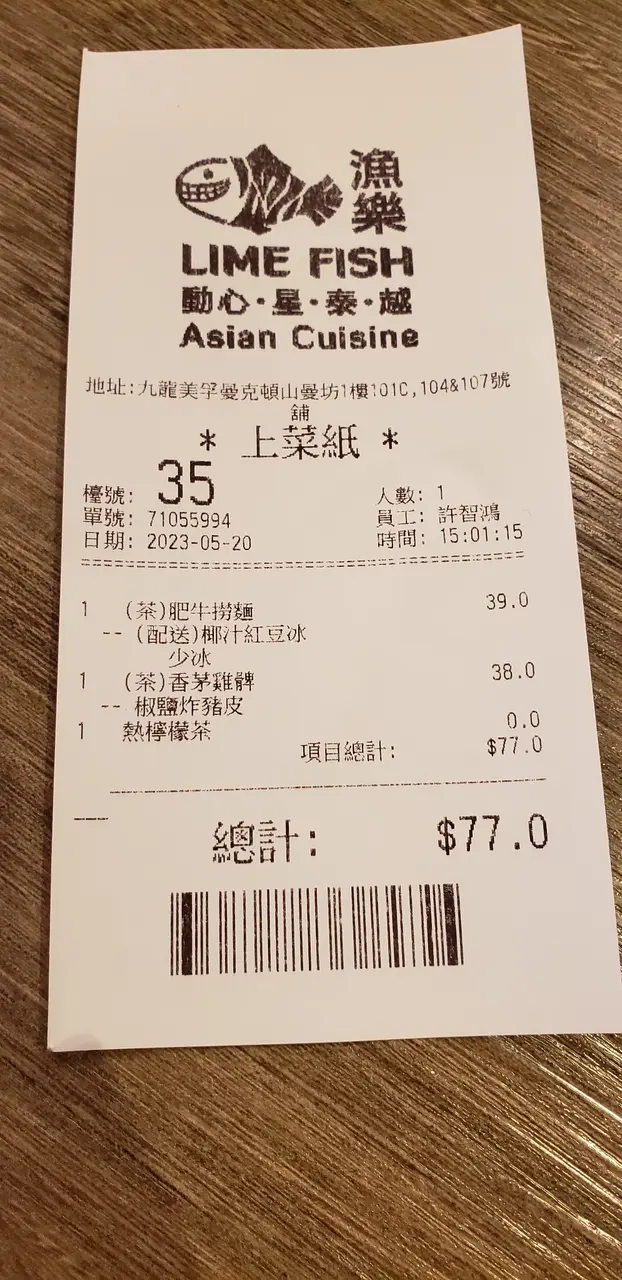 漁樂
LIME FISH
動心·星·泰·越
Asian Cuisine
地址:九龍美孚曼克頓山曼坊1樓101C,104&107號
舖
* 上菜紙 *
檯號: 35 人數: 1
單號: 71055994 員工: 許智鴻
日期: 2023-05-20 時間: 15:01:15
1 (茶)肥牛撈麵 39.0
-- (配送)椰汁紅豆冰
少冰
1 (茶)香茅雞髀 38.0
-- 椒鹽炸豬皮
1 熱檸檬茶 0.0
項目總計: $77.0
總計: $77.0